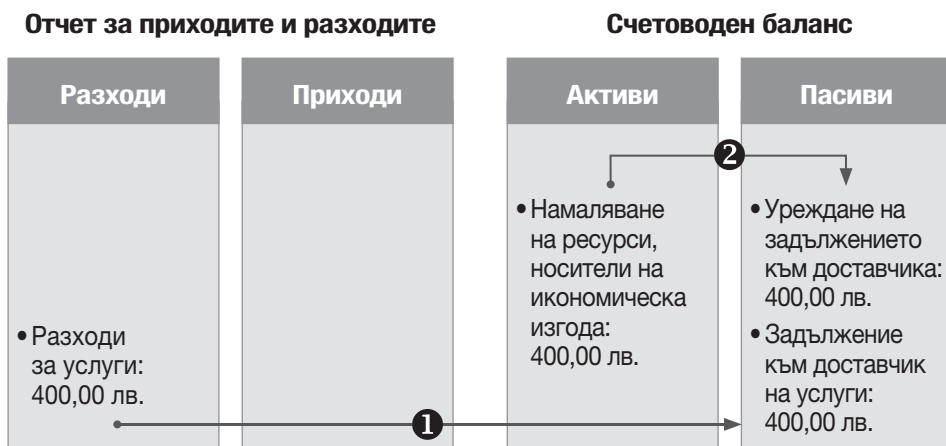 Отчет за приходите и разходите
Счетоводен баланс
Разходи
Приходи
Активи
Пасиви
2
• Намаляване
на ресурси,
носители на
икономическа
изгода:
400,00 лв.
• Уреждане на
задължението
към доставчика:
400,00 лв.
• Разходи
за услуги:
400,00 лв.
• Задължение
към доставчик
на услуги:
400,00 лв.
1